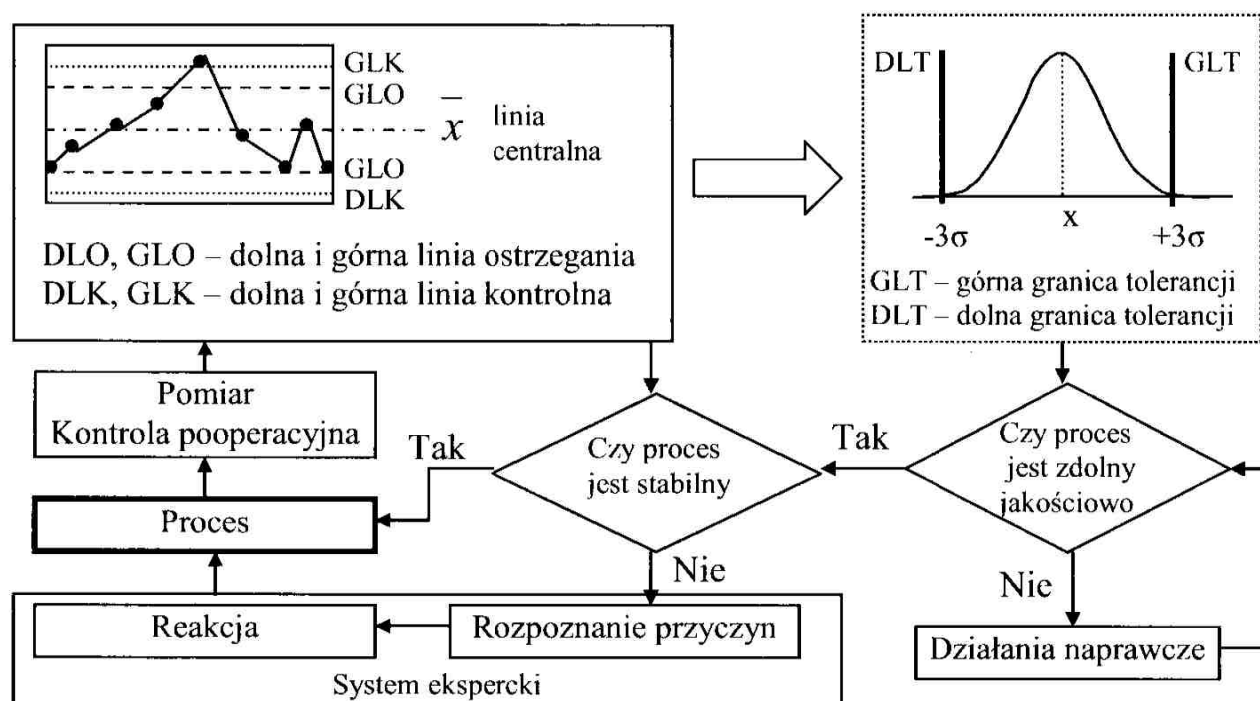 GLK
GLO
x linia
centralna
GLO
DLK
DLO, GLO – dolna i górna linia ostrzegania
DLK, GLK – dolna i górna linia kontrolna
DLT
GLT
x
-3σ
+3σ
GLT – górna granica tolerancji
DLT – dolna granica tolerancji
Pomiar
Kontrola pooperacyjna
Tak
Czy proces
jest stabilny
Tak
Czy proces
jest zdolny
jakościowo
Proces
Nie
Nie
Reakcja
Rozpoznanie przyczyn
Działania naprawcze
System ekspercki